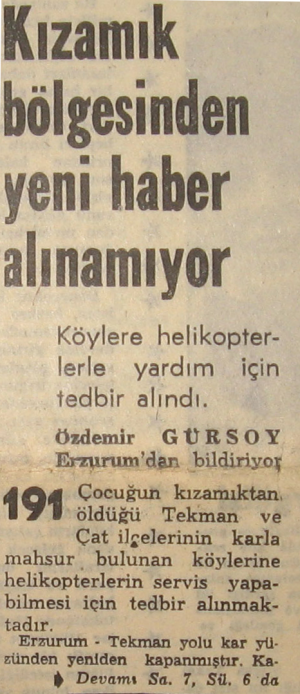 Kızamık
bölgesinden
yeni haber
alınamıyor
Köylere helikopter-
lerle yardım için
tedbir alındı.
Özdemir GÜRSOY
Erzurum'dan bildiriyor
191 Çocuğun kızamıktan
öldüğü Tekman ve
Çat ilçelerinin karla
mahsur bulunan köylerine
helikopterlerin servis yapa-
bilmesi için tedbir alınmak-
tadır.
Erzurum - Tekman yolu kar yü-
zünden yeniden kapanmıştır. Ka-
Devamı Sa. 7, Sü. 6 da